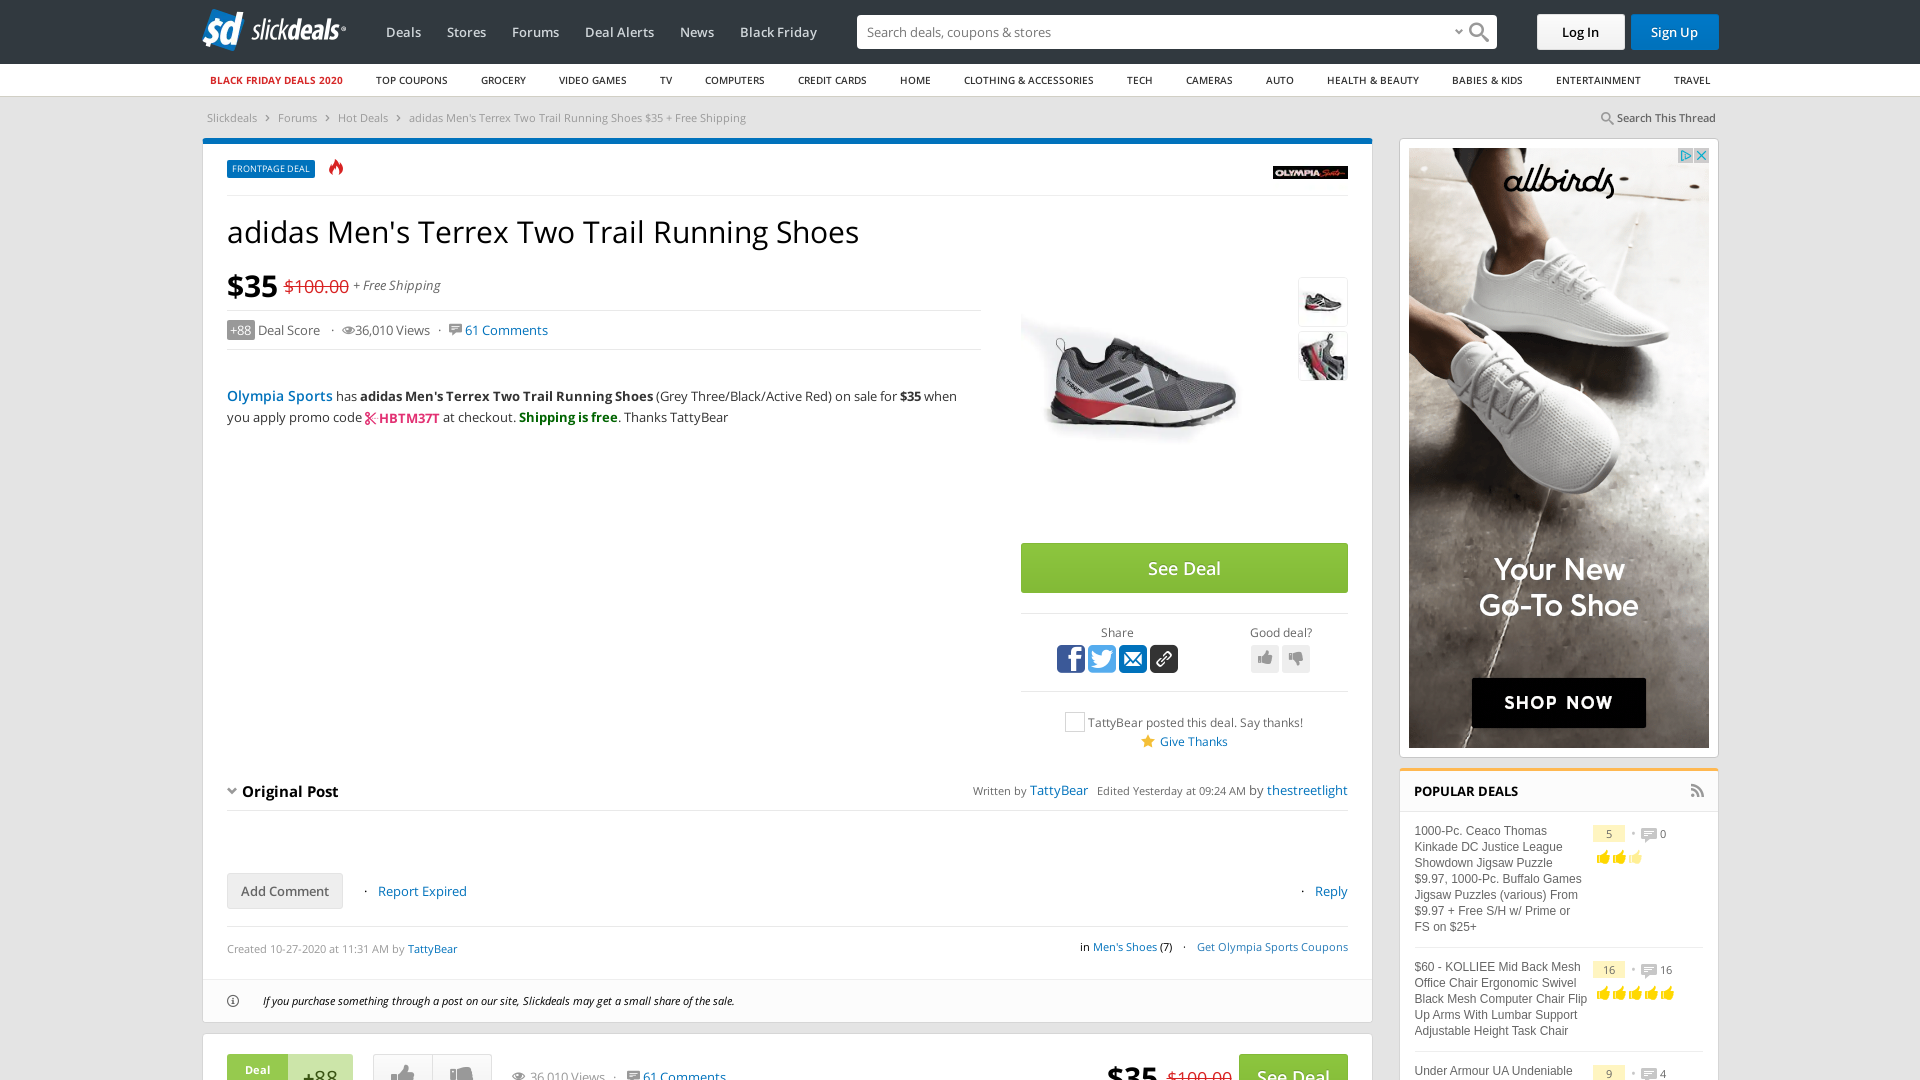 sd slickdeals
Deals Stores Forums Deal Alerts News Black Friday
Search deals, coupons & shopping
Log In Sign Up
BLACK FRIDAY DEALS 2020 TOP COUPONS GROCERY VIDEO GAMES TV COMPUTERS CREDIT CARDS HOME CLOTHING & ACCESSORIES TECH CAMERAS AUTO HEALTH & BEAUTY BABIES & KIDS ENTERTAINMENT TRAVEL
Slickdeals › Forums › Hot Deals › adidas Men's Terrex Two Trail Running Shoes $35 + Free Shipping
Search This Thread
FRONTPAGE DEAL
OLYMPIA Sports
adidas Men's Terrex Two Trail Running Shoes
$35 $100.00 + Free Shipping
+88 Deal Score · 36,010 Views · 61 Comments
Olympia Sports has adidas Men's Terrex Two Trail Running Shoes (Grey Three/Black/Active Red) on sale for $35 when
you apply promo code HBTM37T at checkout. Shipping is free. Thanks TattyBear
See Deal
Share
Good deal?
TattyBear posted this deal. Say thanks!
Give Thanks
Original Post
Written by TattyBear Edited Yesterday at 09:24 AM by thestreetlight
Add Comment · Report Expired
· Reply
Created 10-27-2020 at 11:31 AM by TattyBear
in Men's Shoes (7) · Get Olympia Sports Coupons
If you purchase something through a post on our site, Slickdeals may get a small share of the sale.
Deal
+88
36,010 Views · 61 Comments
$35 $100.00
See Deal
allbirds
Your New
Go-To Shoe
SHOP NOW
POPULAR DEALS
1000-Pc. Ceaco Thomas
Kinkade DC Justice League
Showdown Jigsaw Puzzle
$9.97, 1000-Pc. Buffalo Games
Jigsaw Puzzles (various) From
$9.97 + Free S/H w/ Prime or
FS on $25+
5 • 0
$60 - KOLLIEE Mid Back Mesh
Office Chair Ergonomic Swivel
Black Mesh Computer Chair Flip
Up Arms With Lumbar Support
Adjustable Height Task Chair
16 • 16
Under Armour UA Undeniable
9 • 4